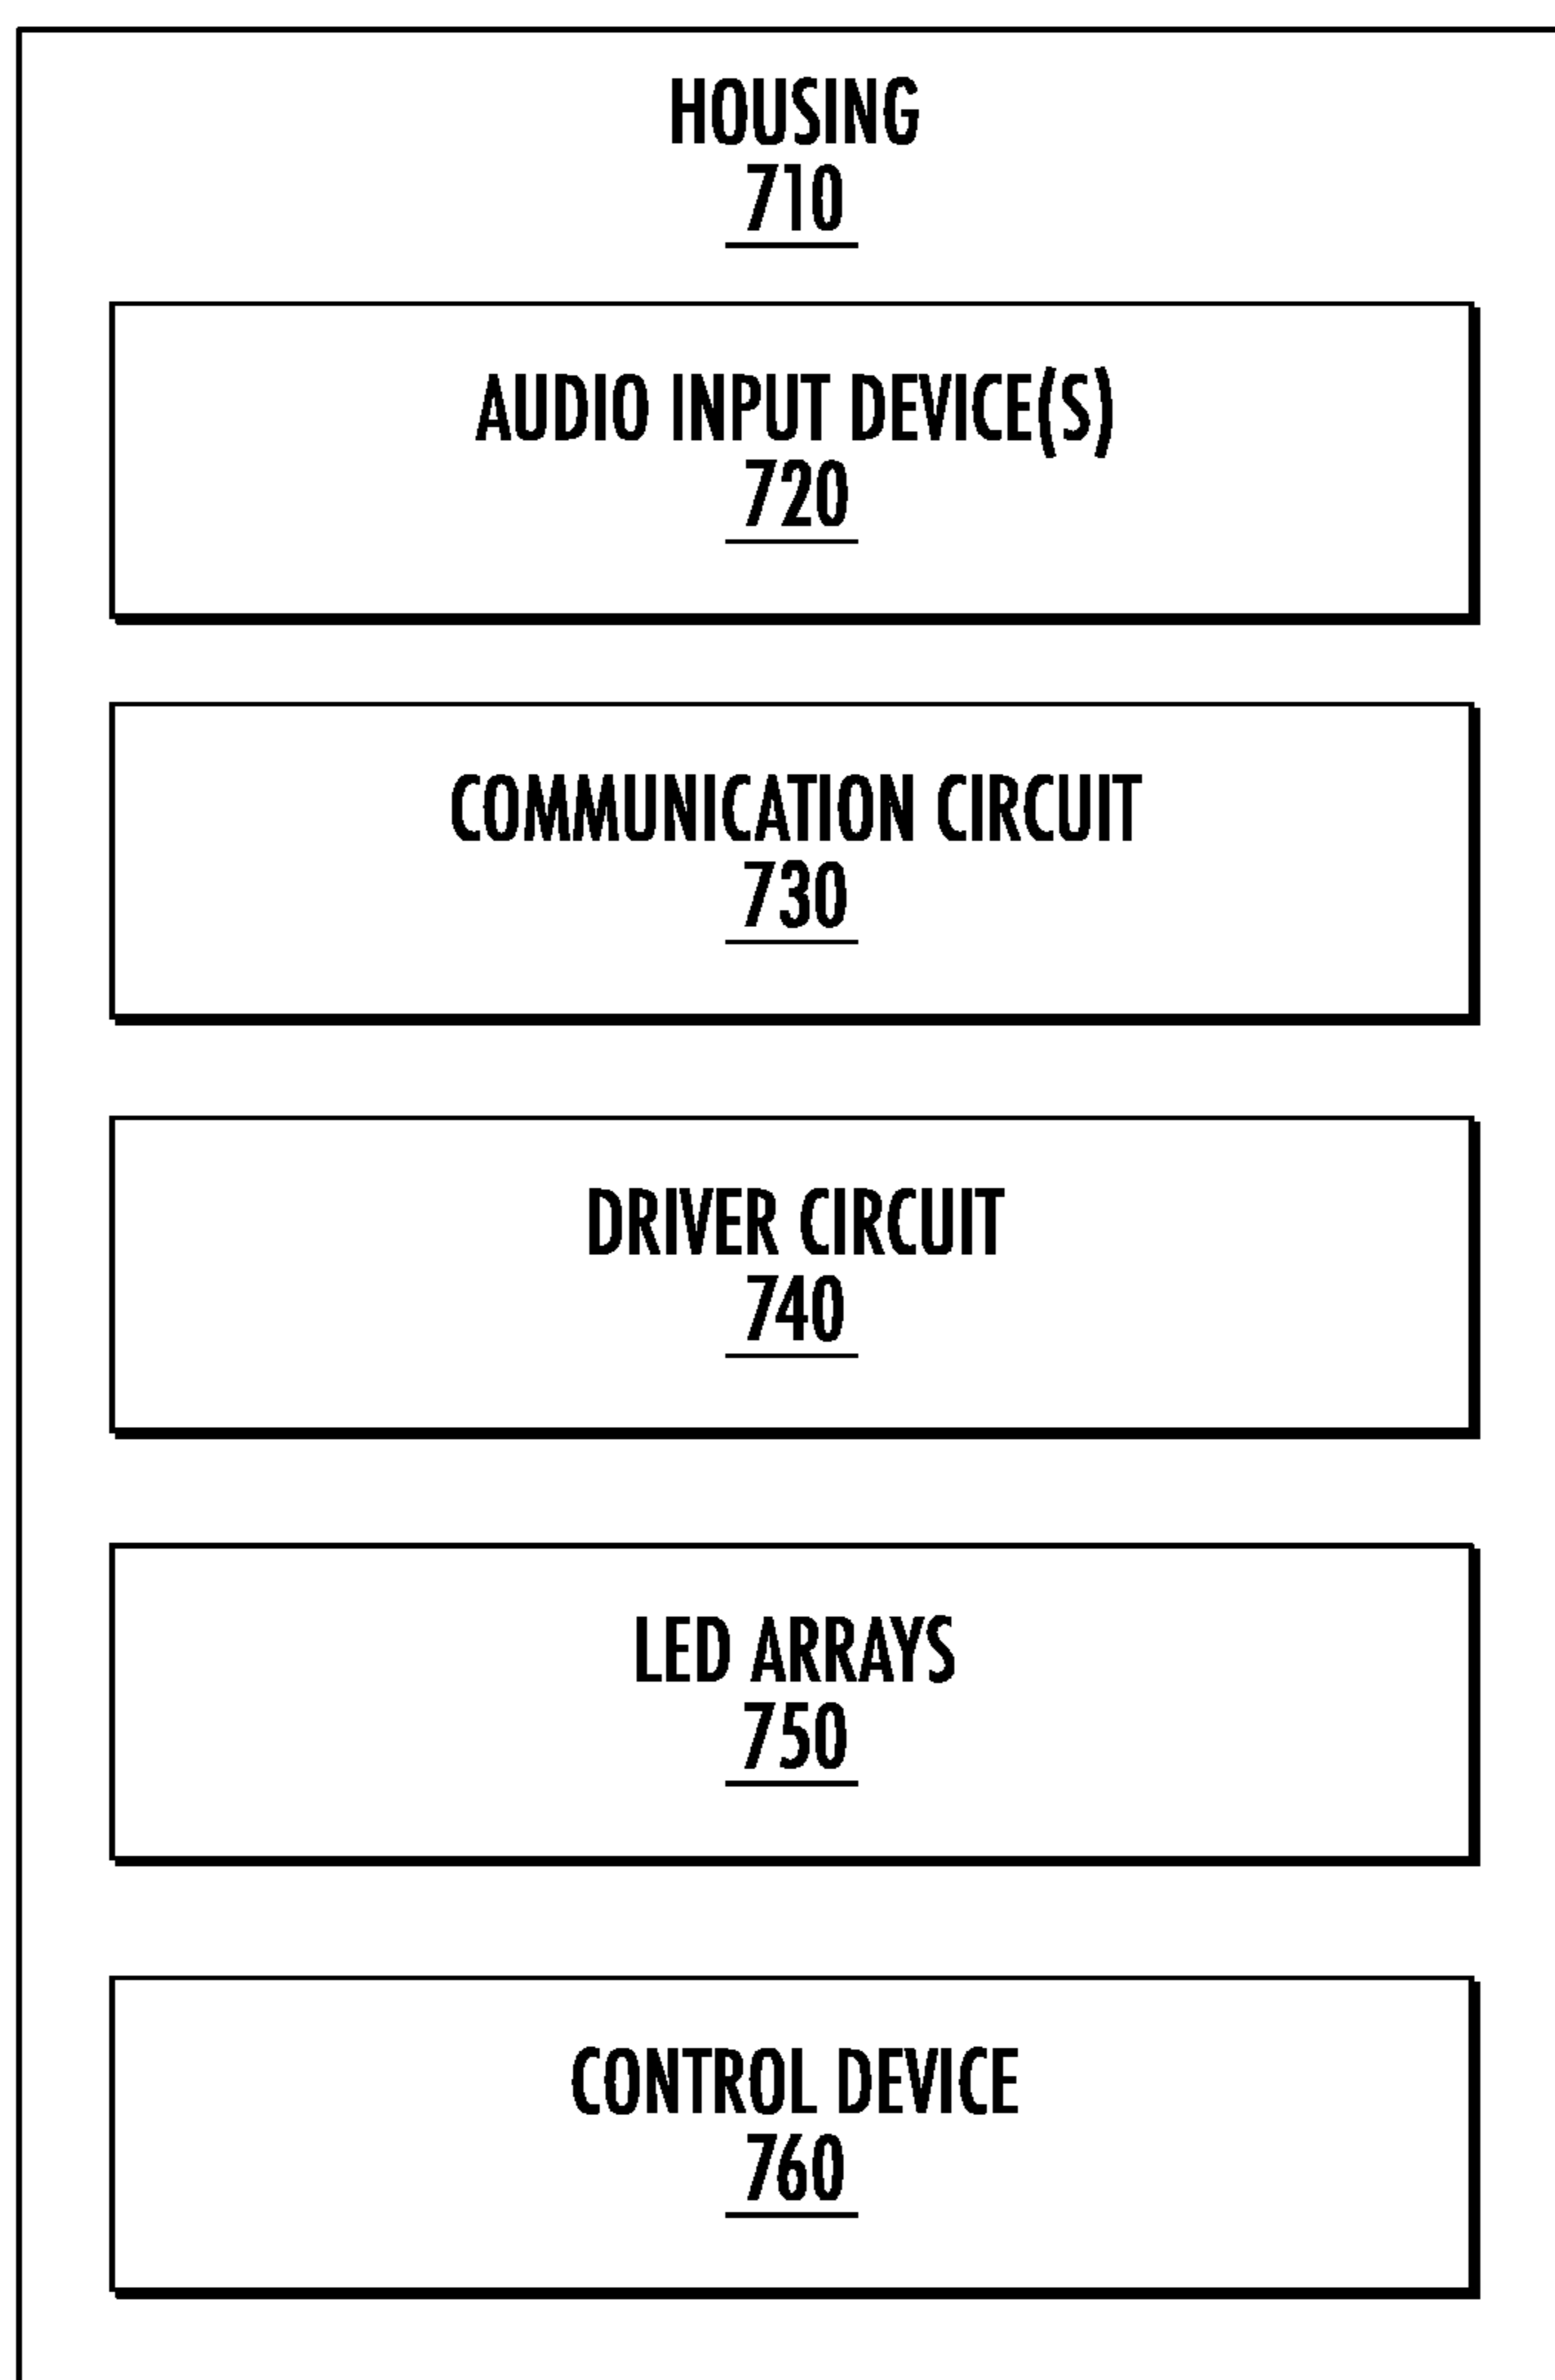 HOUSING
710
AUDIO INPUT DEVICE(S)
720
COMMUNICATION CIRCUIT
730
DRIVER CIRCUIT
740
LED ARRAYS
750
CONTROL DEVICE
760